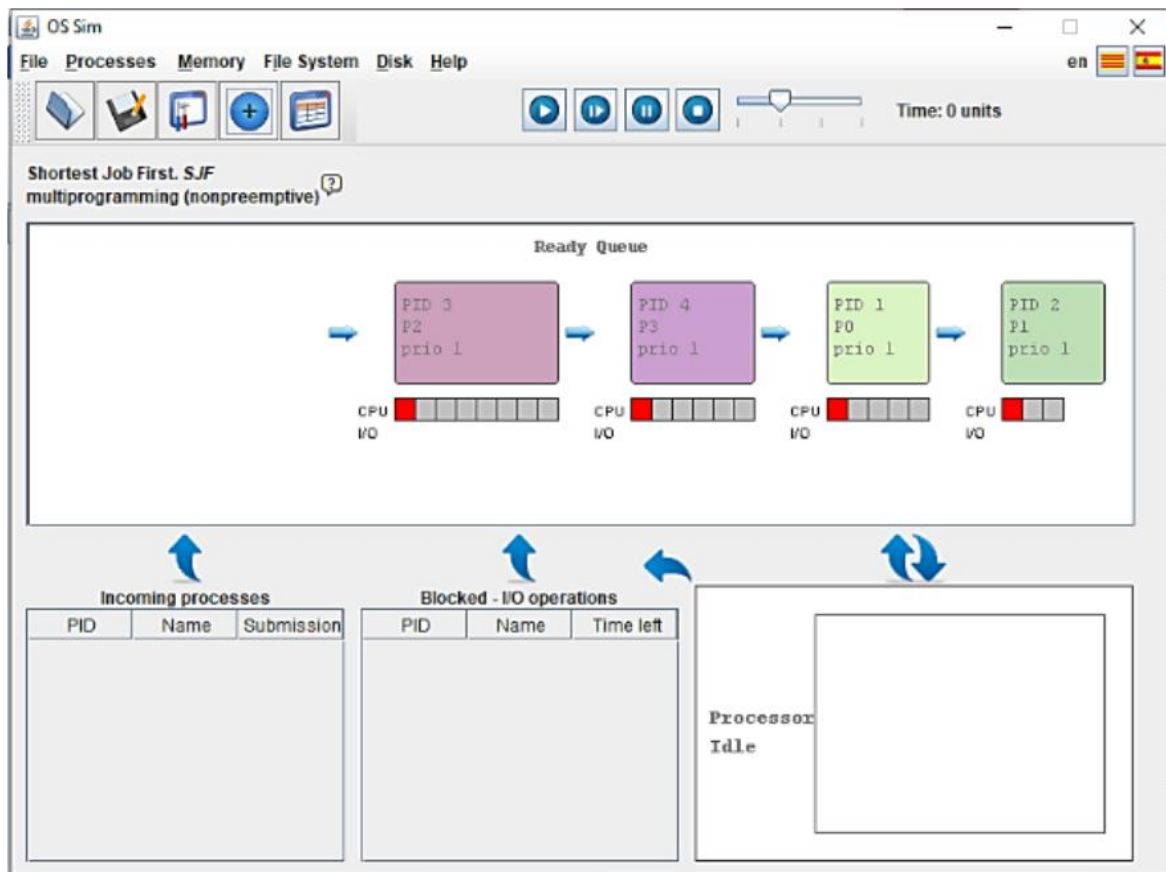 OS Sim
File Processes Memory File System Disk Help
en
Time: 0 units
Shortest Job First. SJF
multiprogramming (nonpreemptive) ?
Ready Queue
PID 3
P2
prio 1
CPU
I/O
PID 4
P3
prio 1
CPU
I/O
PID 1
P0
prio 1
CPU
I/O
PID 2
P1
prio 1
CPU
I/O
Incoming processes
PID Name Submission
Blocked - I/O operations
PID Name Time left
Processor
Idle